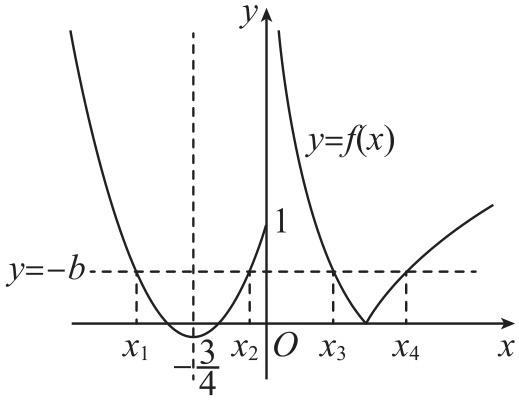 y
y=f(x)
1
y=−b
x₁
x₂
O
x₃
x₄
x
−3/4